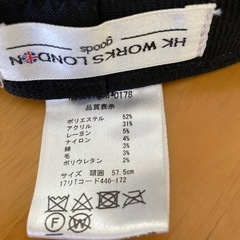 HK WORKS LONDON
goods
-0178
品質表示
ポリエステル 52%
アクリル 31%
レーヨン 5%
ナイロン 4%
綿 3%
毛 3%
ポリウレタン 2%
サイズ 頭囲 57.5cm
17リTコード446-172
F W